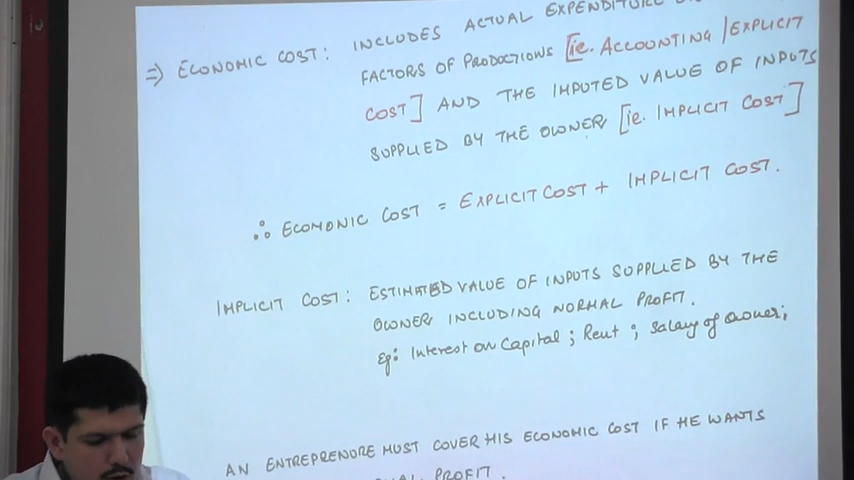 ⇒ ECONOMIC COST: INCLUDES ACTUAL EXPENDITURE
FACTORS OF PRODUCTIONS [ie. ACCOUNTING / EXPLICIT
COST] AND THE IMPUTED VALUE OF INPUTS
SUPPLIED BY THE OWNER [ie. IMPLICIT COST]
∴ ECONOMIC COST = EXPLICIT COST + IMPLICIT COST.
IMPLICIT COST: ESTIMATED VALUE OF INPUTS SUPPLIED BY THE
OWNER INCLUDING NORMAL PROFIT.
Eg: Interest on Capital; Rent; Salary of Owner;
AN ENTREPRENORE MUST COVER HIS ECONOMIC COST IF HE WANTS
PROFIT.